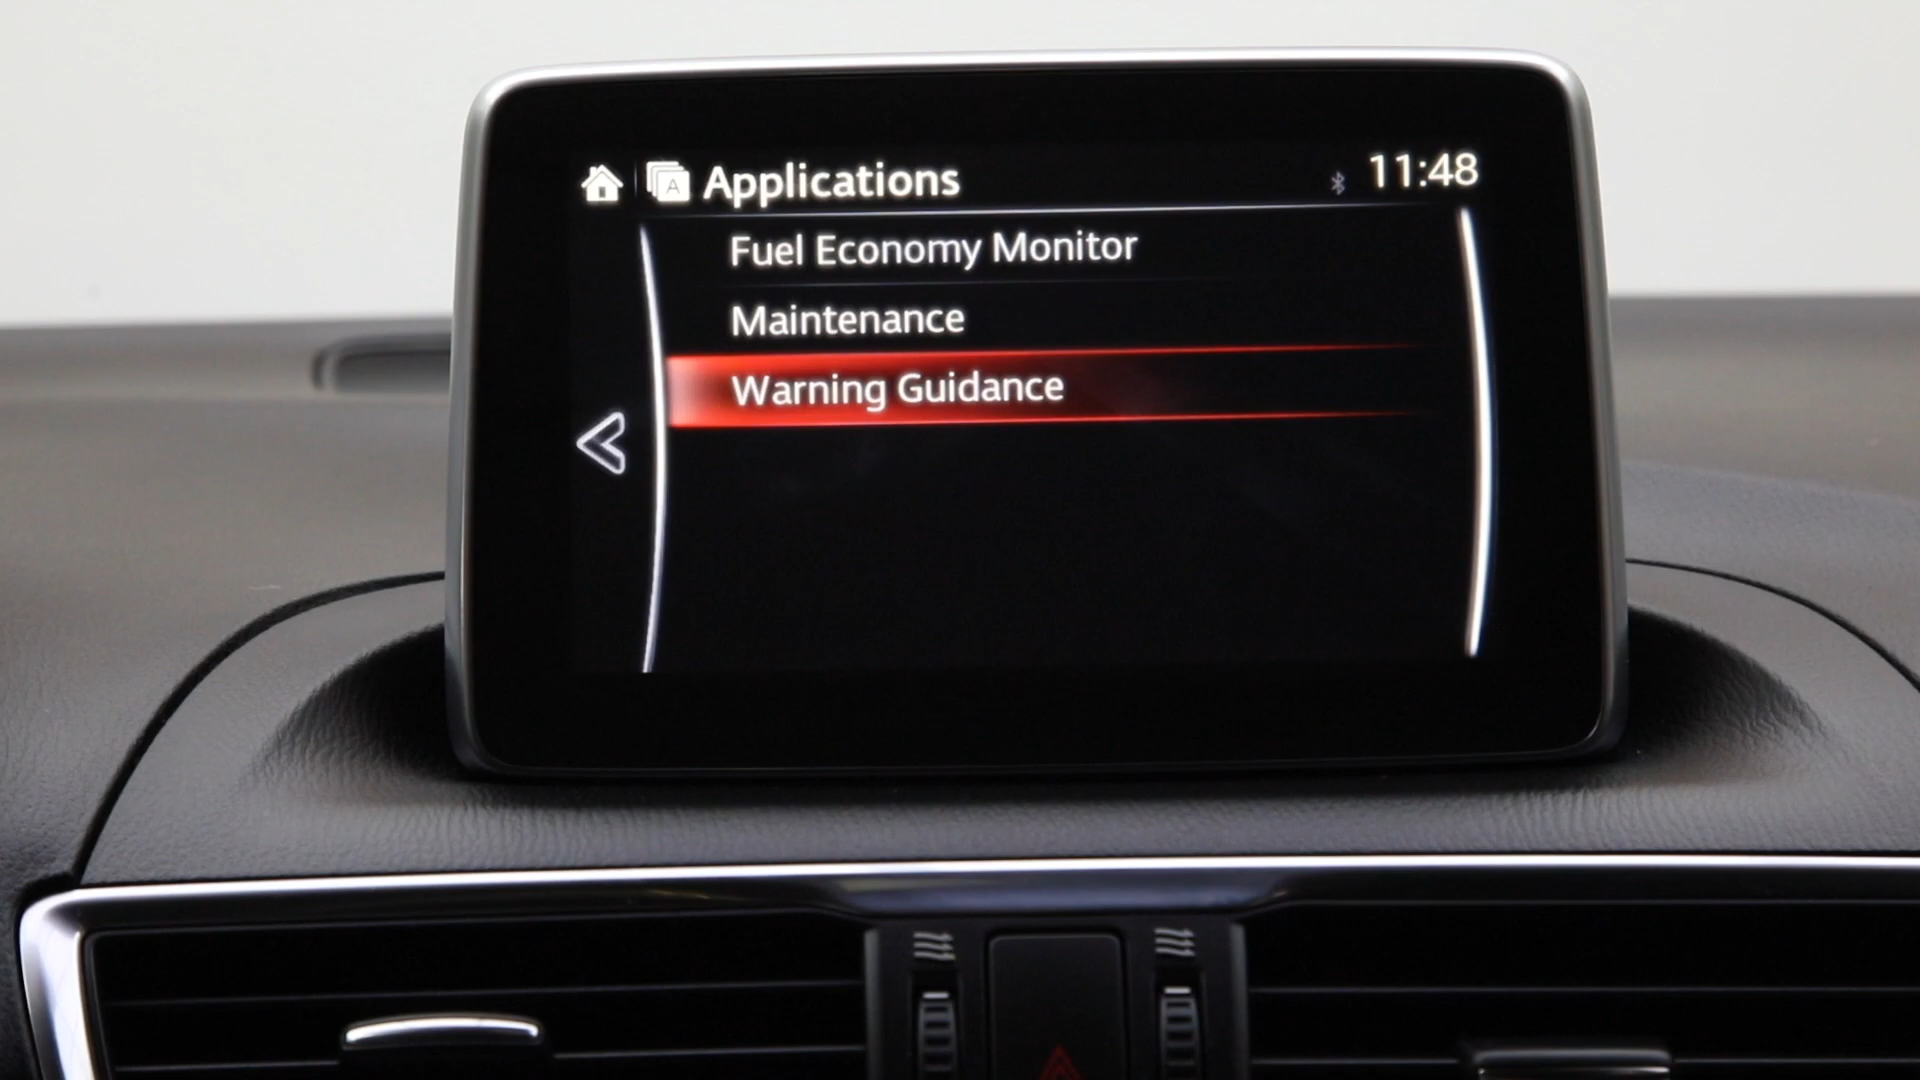 Applications
11:48
Fuel Economy Monitor
Maintenance
Warning Guidance